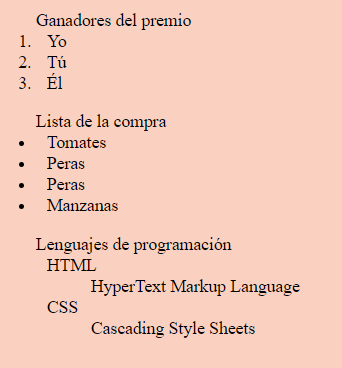 Ganadores del premio
1. Yo
2. Tú
3. Él
Lista de la compra
• Tomates
• Peras
• Peras
• Manzanas
Lenguajes de programación
HTML
HyperText Markup Language
CSS
Cascading Style Sheets